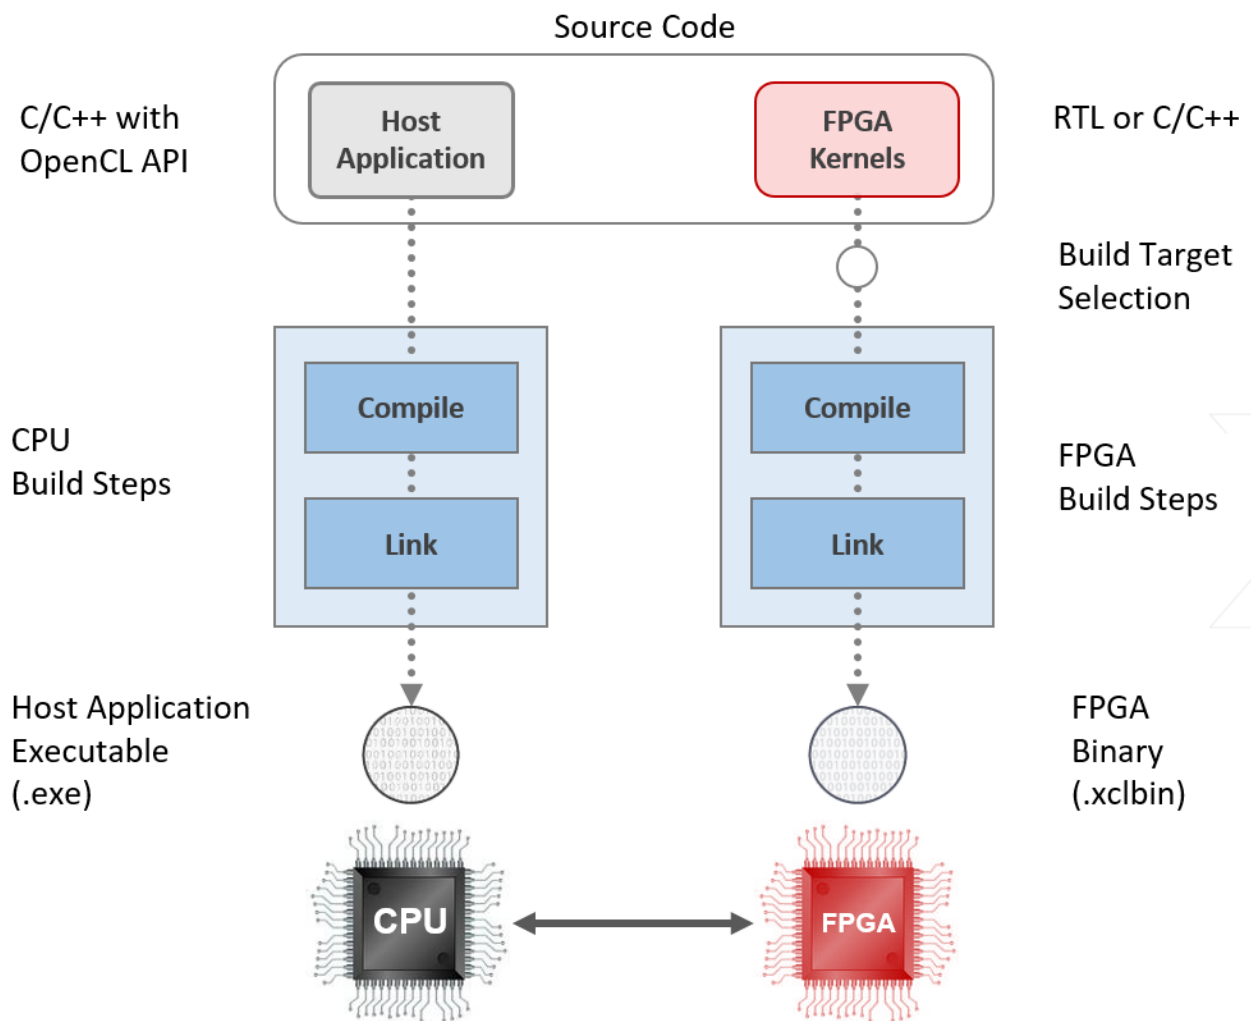 Source Code
C/C++ with
OpenCL API
Host
Application
FPGA
Kernels
RTL or C/C++
Build Target
Selection
CPU
Build Steps
Compile
Link
Compile
Link
FPGA
Build Steps
Host Application
Executable
(.exe)
FPGA
Binary
(.xclbin)
CPU
FPGA